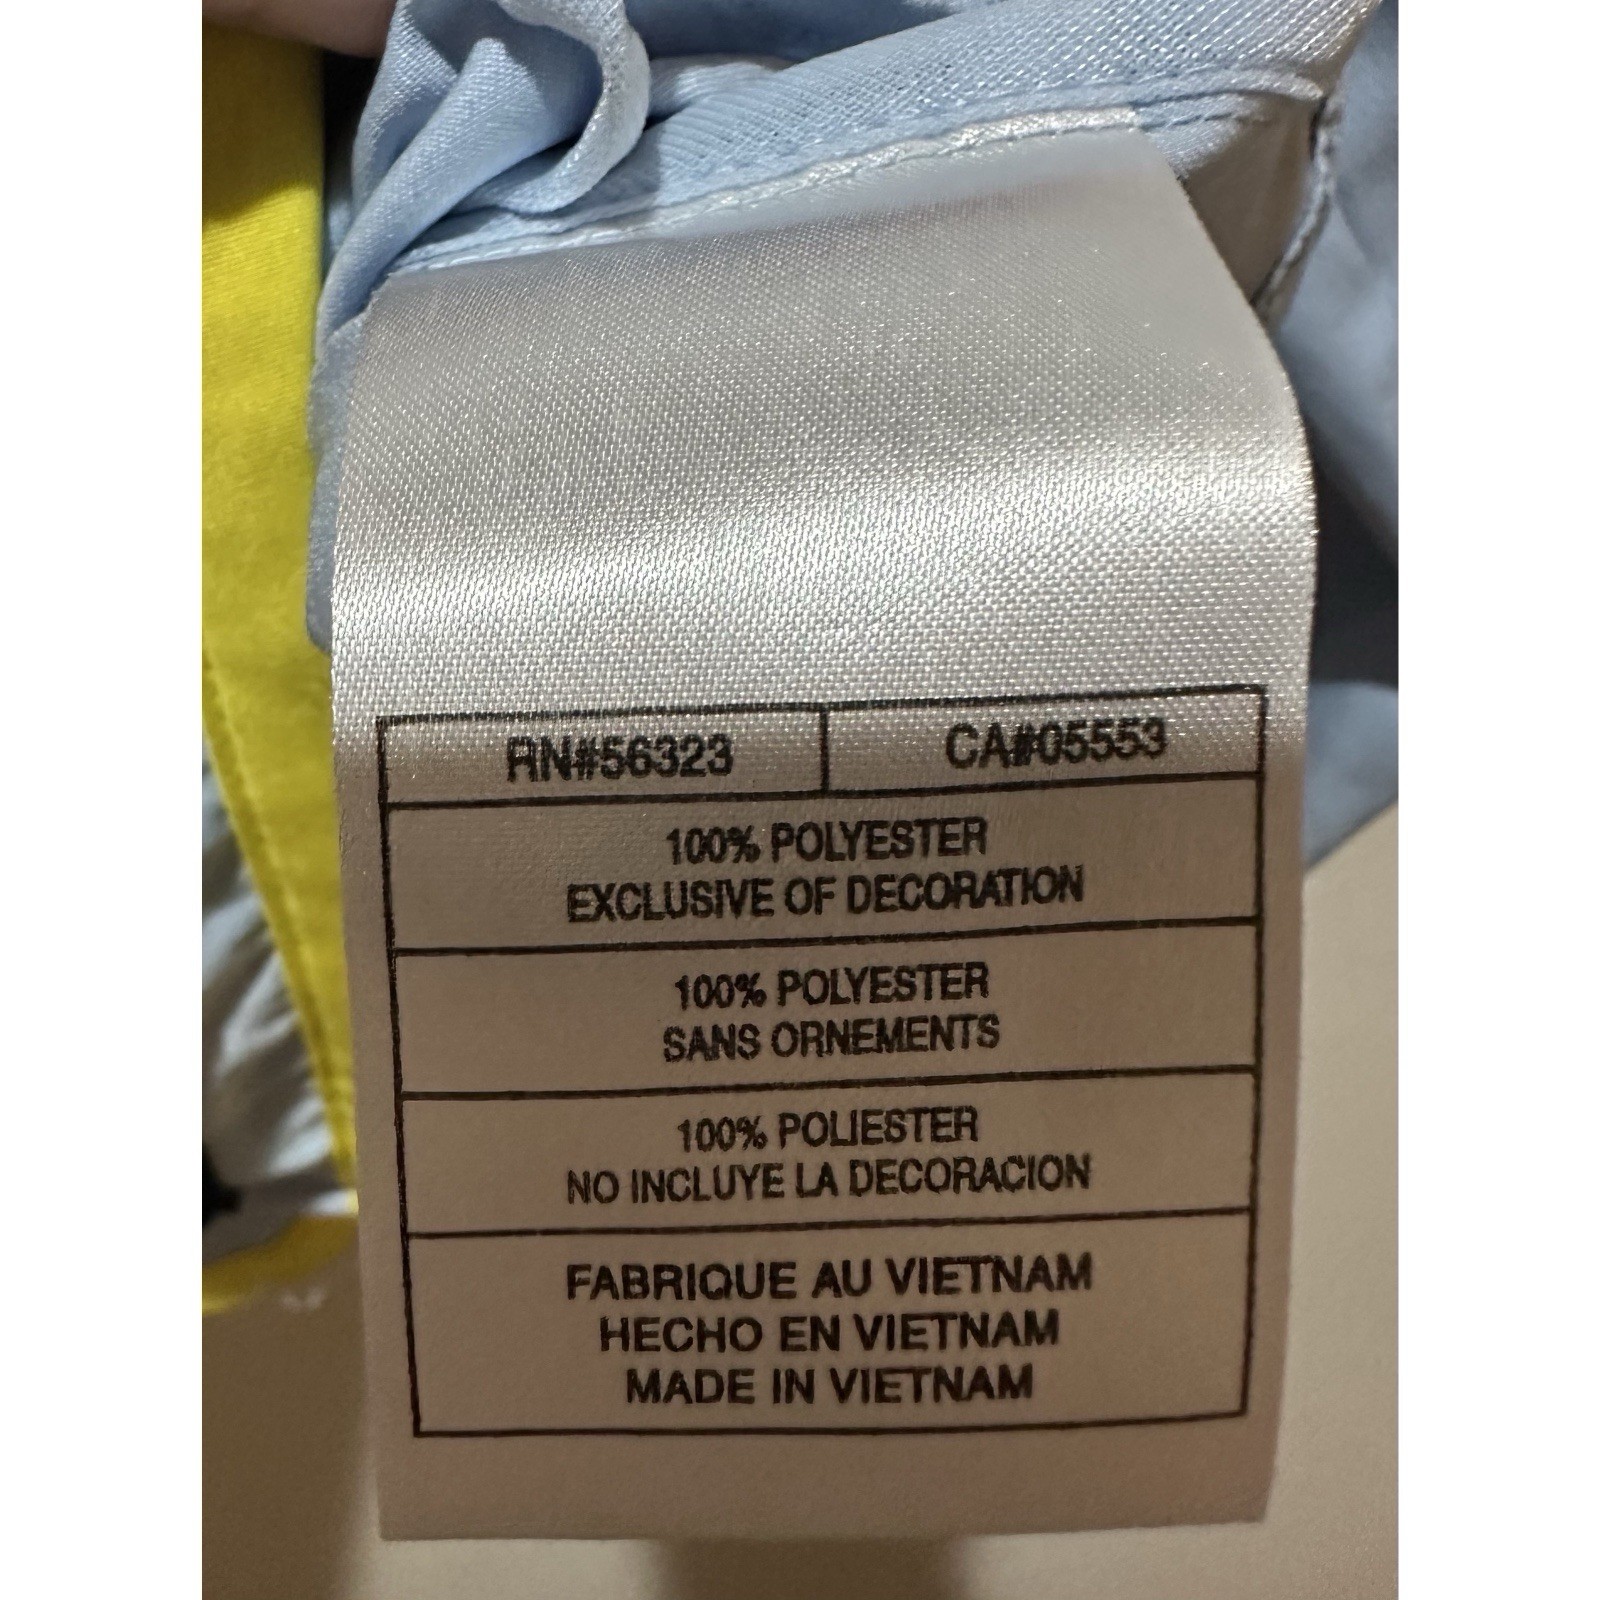 RN#56323 CA#05553
100% POLYESTER
EXCLUSIVE OF DECORATION
100% POLYESTER
SANS ORNEMENTS
100% POLIESTER
NO INCLUYE LA DECORACION
FABRIQUE AU VIETNAM
HECHO EN VIETNAM
MADE IN VIETNAM